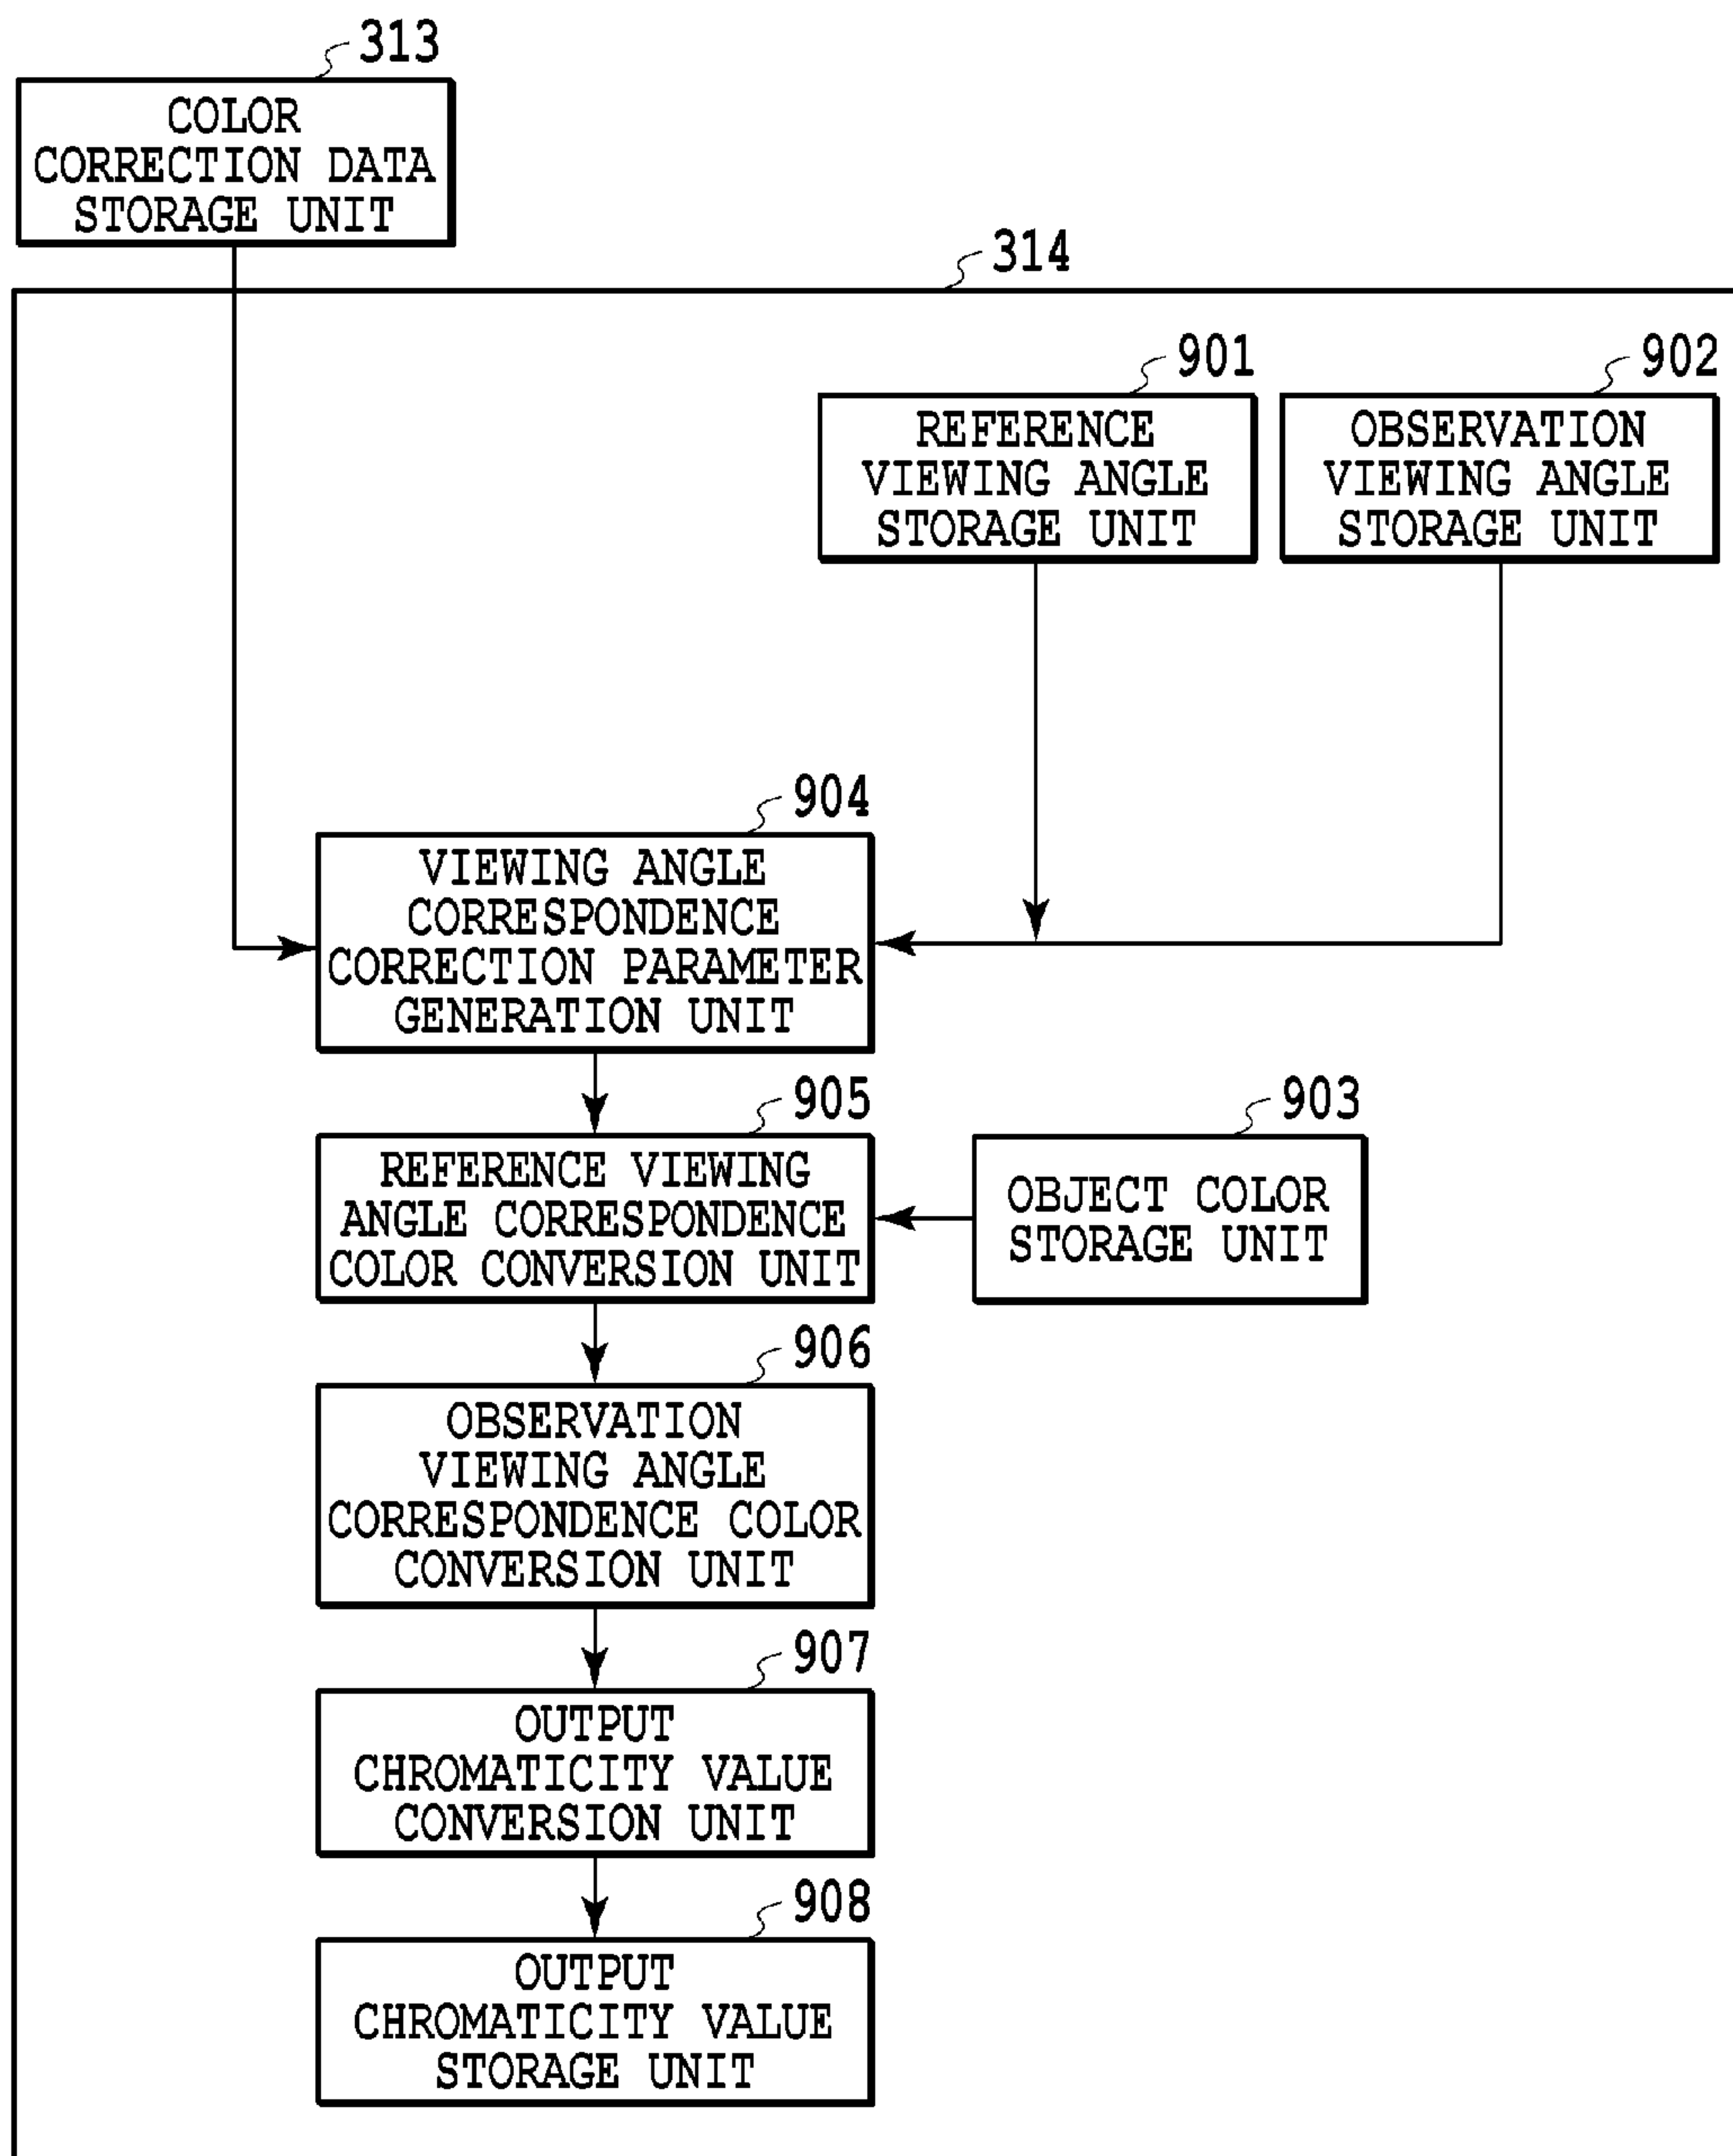 313
COLOR
CORRECTION DATA
STORAGE UNIT
314
901
REFERENCE
VIEWING ANGLE
STORAGE UNIT
902
OBSERVATION
VIEWING ANGLE
STORAGE UNIT
904
VIEWING ANGLE
CORRESPONDENCE
CORRECTION PARAMETER
GENERATION UNIT
905
REFERENCE VIEWING
ANGLE CORRESPONDENCE
COLOR CONVERSION UNIT
903
OBJECT COLOR
STORAGE UNIT
906
OBSERVATION
VIEWING ANGLE
CORRESPONDENCE COLOR
CONVERSION UNIT
907
OUTPUT
CHROMATICITY VALUE
CONVERSION UNIT
908
OUTPUT
CHROMATICITY VALUE
STORAGE UNIT